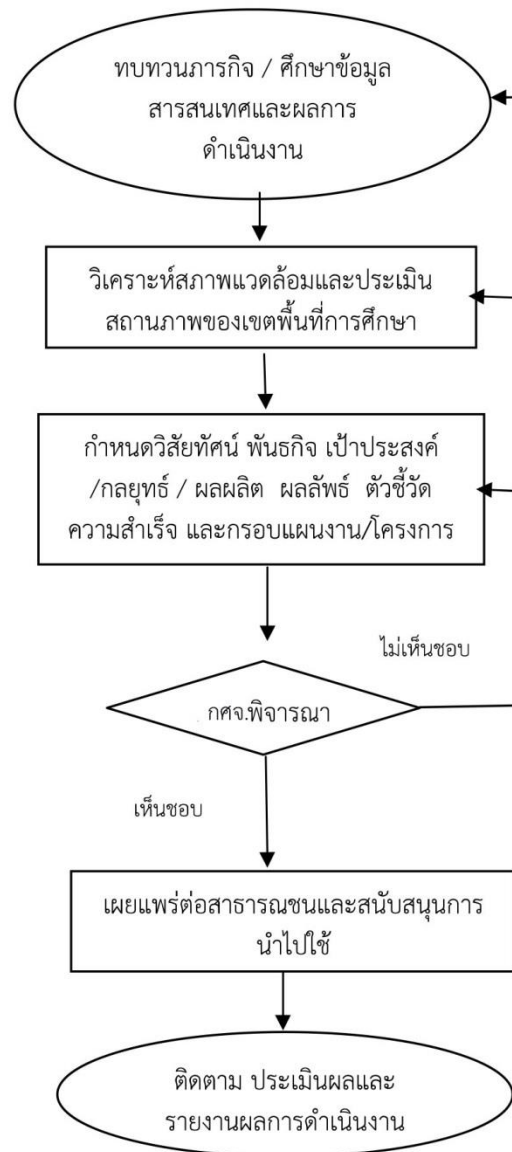 ทบทวนภารกิจ / ศึกษาข้อมูล
สารสนเทศและผลการ
ดำเนินงาน
วิเคราะห์สภาพแวดล้อมและประเมิน
สถานภาพของเขตพื้นที่การศึกษา
กำหนดวิสัยทัศน์ พันธกิจ เป้าประสงค์
/กลยุทธ์ / ผลผลิต ผลลัพธ์ ตัวชี้วัด
ความสำเร็จ และกรอบแผนงาน/โครงการ
ไม่เห็นชอบ
กศจ.พิจารณา
เห็นชอบ
เผยแพร่ต่อสาธารณชนและสนับสนุนการ
นำไปใช้
ติดตาม ประเมินผลและ
รายงานผลการดำเนินงาน